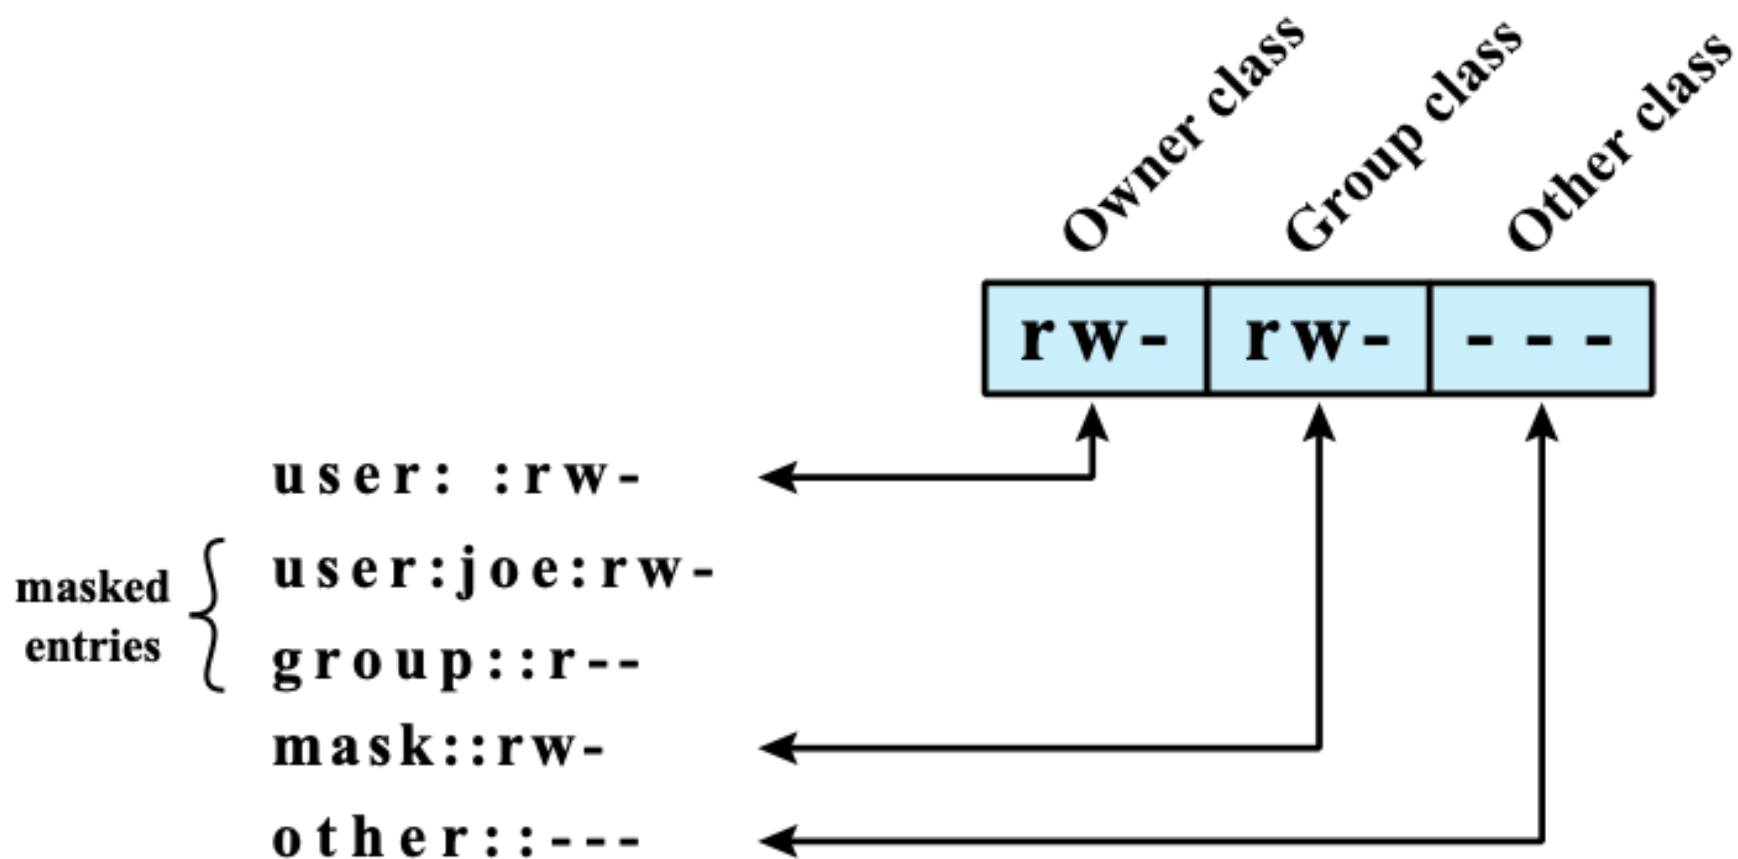 Owner class
Group class
Other class
rw- rw- ---
user: :rw-
masked entries
user:joe:rw-
group::r--
mask::rw-
other::---